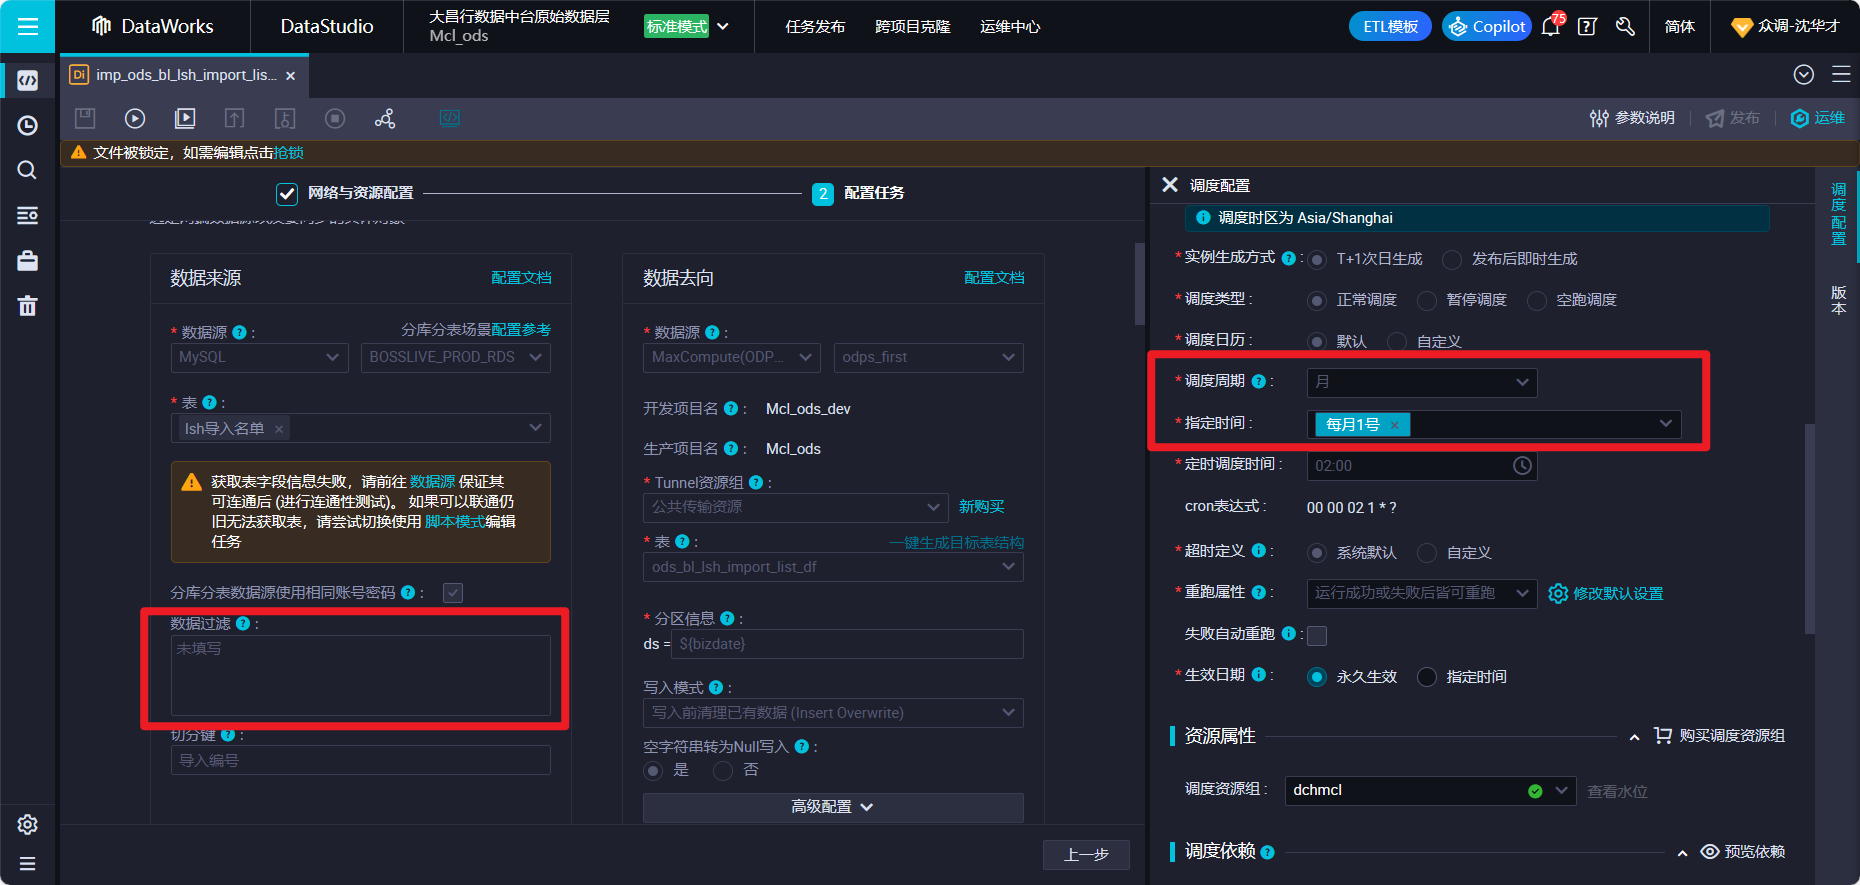 DataWorks
DataStudio
大昌行数据中台原始数据层
Mcl_ods
标准模式
任务发布
跨项目克隆
运维中心
ETL模板
Copilot
75
简体
众调-沈华才
Di imp_ods_bl_lsh_import_lis...
参数说明
发布
运维
文件被锁定，如需编辑点击抢锁
网络与资源配置
2 配置任务
数据来源
配置文档
* 数据源 :
分库分表场景配置参考
MySQL
BOSSLIVE_PROD_RDS
* 表 :
lsh导入名单 ×
获取表字段信息失败，请前往 数据源 保证其
可连通后 (进行连通性测试)。如果可以联通仍
旧无法获取表，请尝试切换使用 脚本模式编辑
任务
分库分表数据源使用相同账号密码 :
数据过滤 :
未填写
切分键 :
导入编号
数据去向
配置文档
* 数据源 :
MaxCompute(ODP...
odps_first
开发项目名 : Mcl_ods_dev
生产项目名 : Mcl_ods
* Tunnel资源组 :
公共传输资源
新购买
* 表 :
一键生成目标表结构
ods_bl_lsh_import_list_df
* 分区信息 :
ds = ${bizdate}
写入模式 :
写入前清理已有数据 (Insert Overwrite)
空字符串转为Null写入 :
是 否
高级配置
上一步
调度配置
调度时区为 Asia/Shanghai
* 实例生成方式 : T+1次日生成 发布后即时生成
* 调度类型 : 正常调度 暂停调度 空跑调度
* 调度日历 : 默认 自定义
* 调度周期 : 月
* 指定时间 : 每月1号 ×
* 定时调度时间 : 02:00
cron表达式 : 00 00 02 1 * ?
* 超时定义 : 系统默认 自定义
* 重跑属性 : 运行成功或失败后皆可重跑 修改默认设置
失败自动重跑 :
* 生效日期 : 永久生效 指定时间
资源属性
购买调度资源组
调度资源组 : dchmcl 查看水位
调度依赖
预览依赖
调度配置
版本